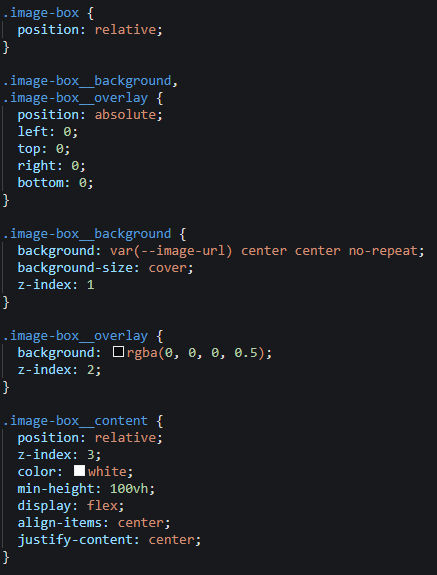 .image-box {
  position: relative;
}

.image-box__background,
.image-box__overlay {
  position: absolute;
  left: 0;
  top: 0;
  right: 0;
  bottom: 0;
}

.image-box__background {
  background: var(--image-url) center center no-repeat;
  background-size: cover;
  z-index: 1
}

.image-box__overlay {
  background: rgba(0, 0, 0, 0.5);
  z-index: 2;
}

.image-box__content {
  position: relative;
  z-index: 3;
  color: white;
  min-height: 100vh;
  display: flex;
  align-items: center;
  justify-content: center;
}